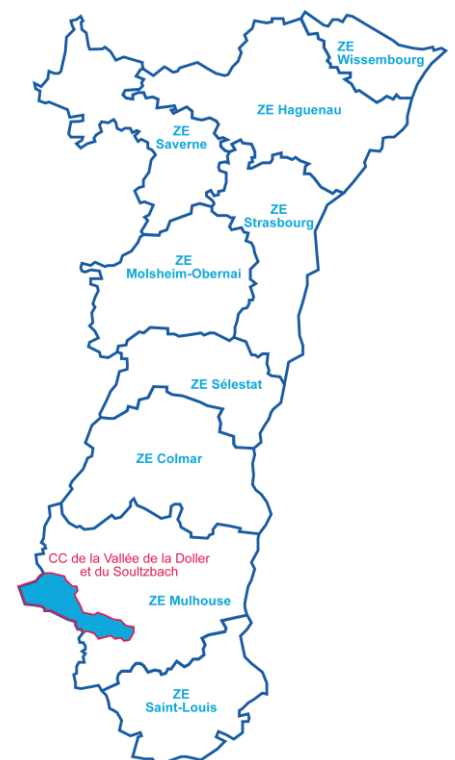 ZE
Wissembourg
ZE Haguenau
ZE
Saverne
ZE
Strasbourg
ZE
Molsheim-Obernai
ZE Sélestat
ZE Colmar
CC de la Vallée de la Doller
et du Soultzbach
ZE Mulhouse
ZE
Saint-Louis